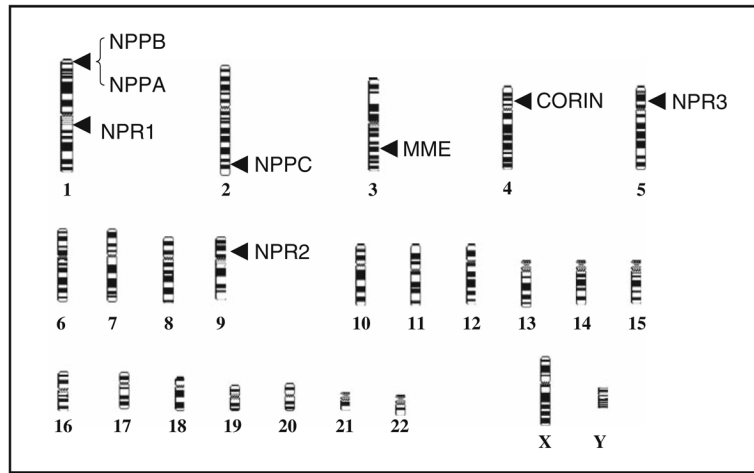 NPPB
NPPA
NPR1
NPPC
MME
CORIN
NPR3
1 2 3 4 5
NPR2
6 7 8 9 10 11 12 13 14 15
16 17 18 19 20 21 22 X Y